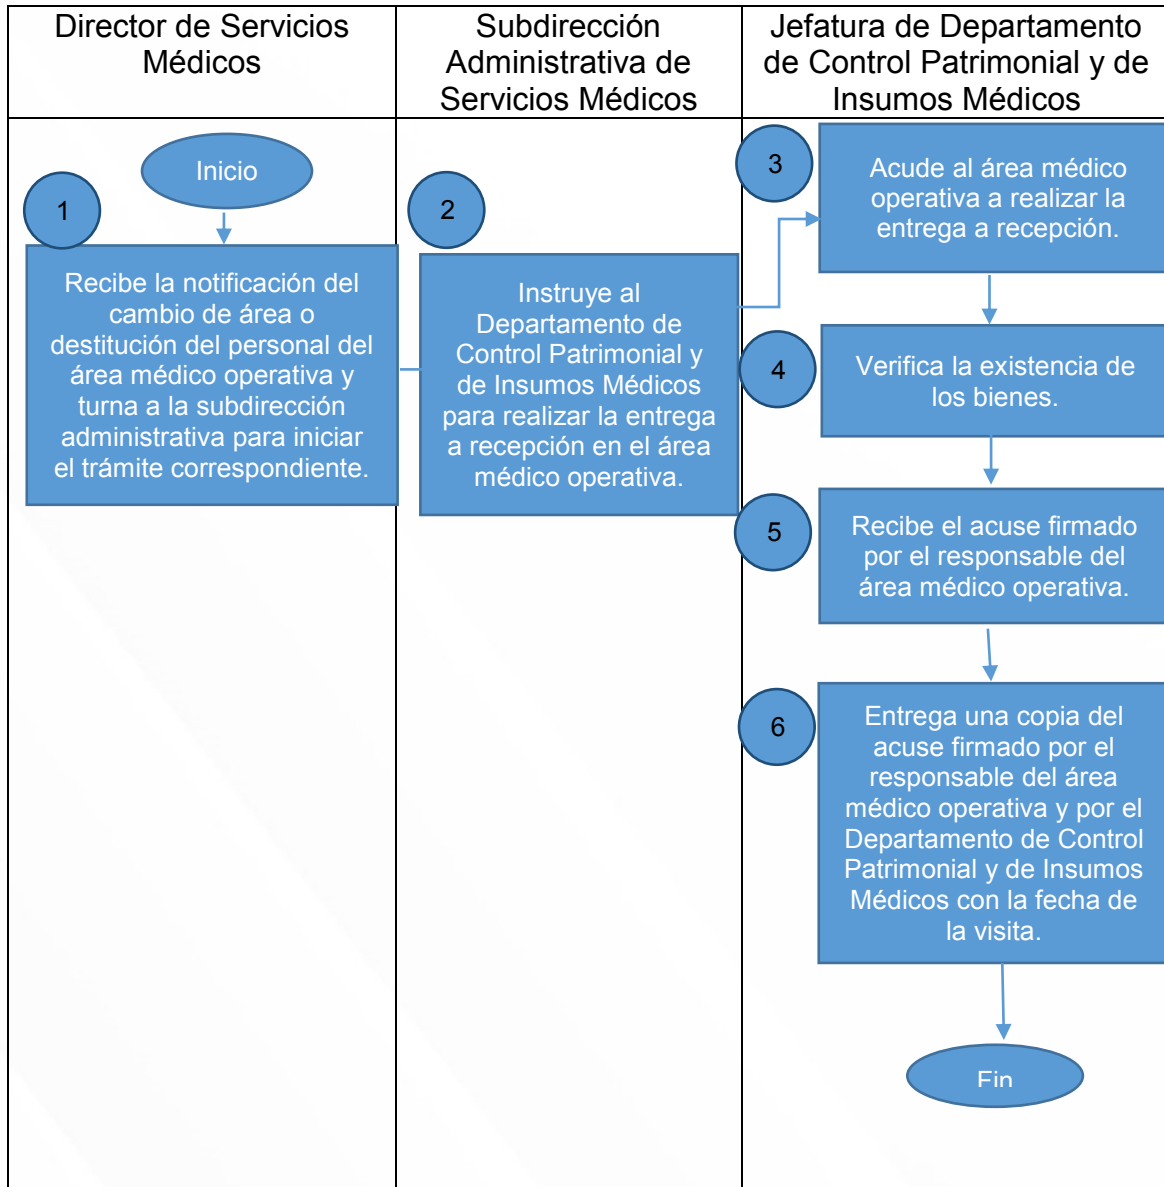 Director de Servicios
Médicos
Subdirección
Administrativa de
Servicios Médicos
Jefatura de Departamento
de Control Patrimonial y de
Insumos Médicos
Inicio
1
Recibe la notificación del
cambio de área o
destitución del personal del
área médico operativa y
turna a la subdirección
administrativa para iniciar
el trámite correspondiente.
2
Instruye al
Departamento de
Control Patrimonial y
de Insumos Médicos
para realizar la entrega
a recepción en el área
médico operativa.
3
Acude al área médico
operativa a realizar la
entrega a recepción.
4
Verifica la existencia de
los bienes.
5
Recibe el acuse firmado
por el responsable del
área médico operativa.
6
Entrega una copia del
acuse firmado por el
responsable del área
médico operativa y por el
Departamento de Control
Patrimonial y de Insumos
Médicos con la fecha de
la visita.
Fin